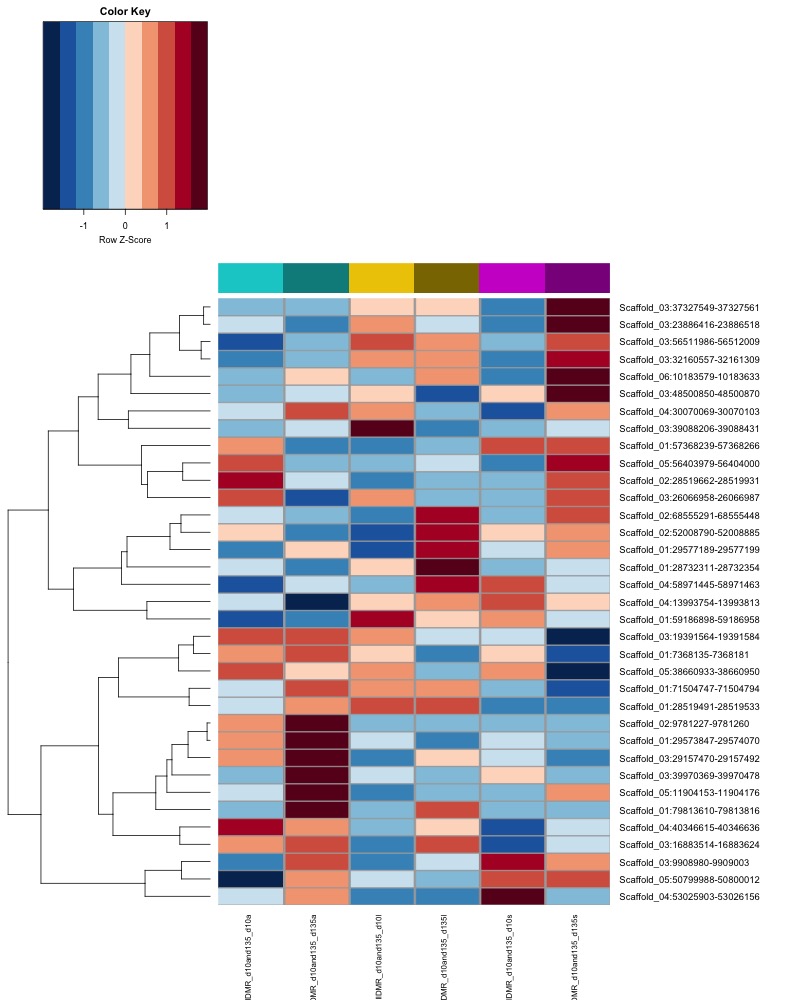 Color Key
-1 0 1
Row Z-Score
Scaffold_03:37327549-37327561
Scaffold_03:23886416-23886518
Scaffold_03:56511986-56512009
Scaffold_03:32160557-32161309
Scaffold_06:10183579-10183633
Scaffold_03:48500850-48500870
Scaffold_04:30070069-30070103
Scaffold_03:39088206-39088431
Scaffold_01:57368239-57368266
Scaffold_05:56403979-56404000
Scaffold_02:28519662-28519931
Scaffold_03:26066958-26066987
Scaffold_02:68555291-68555448
Scaffold_02:52008790-52008885
Scaffold_01:29577189-29577199
Scaffold_01:28732311-28732354
Scaffold_04:58971445-58971463
Scaffold_04:13993754-13993813
Scaffold_01:59186898-59186958
Scaffold_03:19391564-19391584
Scaffold_01:7368135-7368181
Scaffold_05:38660933-38660950
Scaffold_01:71504747-71504794
Scaffold_01:28519491-28519533
Scaffold_02:9781227-9781260
Scaffold_01:29573847-29574070
Scaffold_03:29157470-29157492
Scaffold_03:39970369-39970478
Scaffold_05:11904153-11904176
Scaffold_01:79813610-79813816
Scaffold_04:40346615-40346636
Scaffold_03:16883514-16883624
Scaffold_03:9908980-9909003
Scaffold_05:50799988-50800012
Scaffold_04:53025903-53026156
DMR_d10and135_d10a
MR_d10and135_d135a
DMR_d10and135_d10l
DMR_d10and135_d135l
DMR_d10and135_d10s
MR_d10and135_d135s